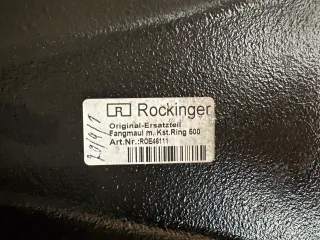 Rockinger
Original-Ersatzteil
Fangmaul m. Kst.Ring 500
Art.Nr.:ROE46111